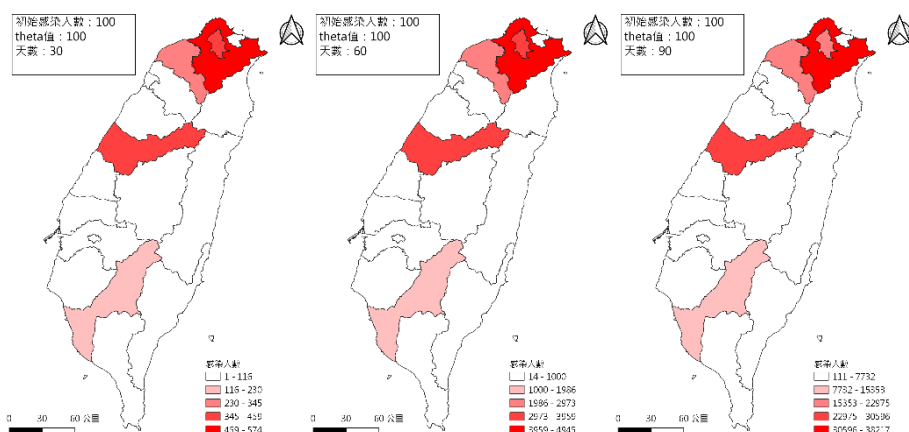 初始感染人數：100
theta值：100
天數：30
感染人數
1 - 116
116 - 230
230 - 345
345 - 459
459 - 574
0 30 60 公里
初始感染人數：100
theta值：100
天數：60
感染人數
14 - 1000
1000 - 1986
1986 - 2973
2973 - 3959
3959 - 4945
0 30 60 公里
初始感染人數：100
theta值：100
天數：90
感染人數
111 - 7732
7732 - 15353
15353 - 22975
22975 - 30596
30596 - 38217
0 30 60 公里